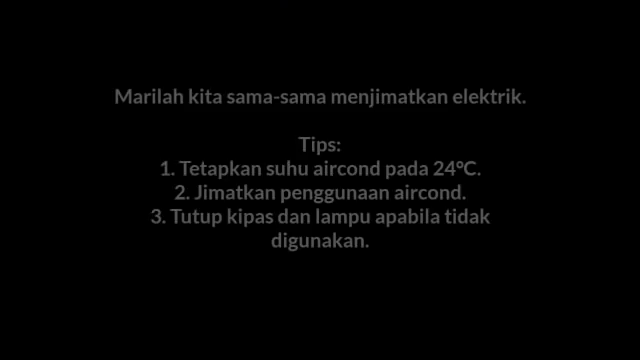 Marilah kita sama-sama menjimatkan elektrik.
Tips:
1. Tetapkan suhu aircond pada 24°C.
2. Jimatkan penggunaan aircond.
3. Tutup kipas dan lampu apabila tidak
digunakan.